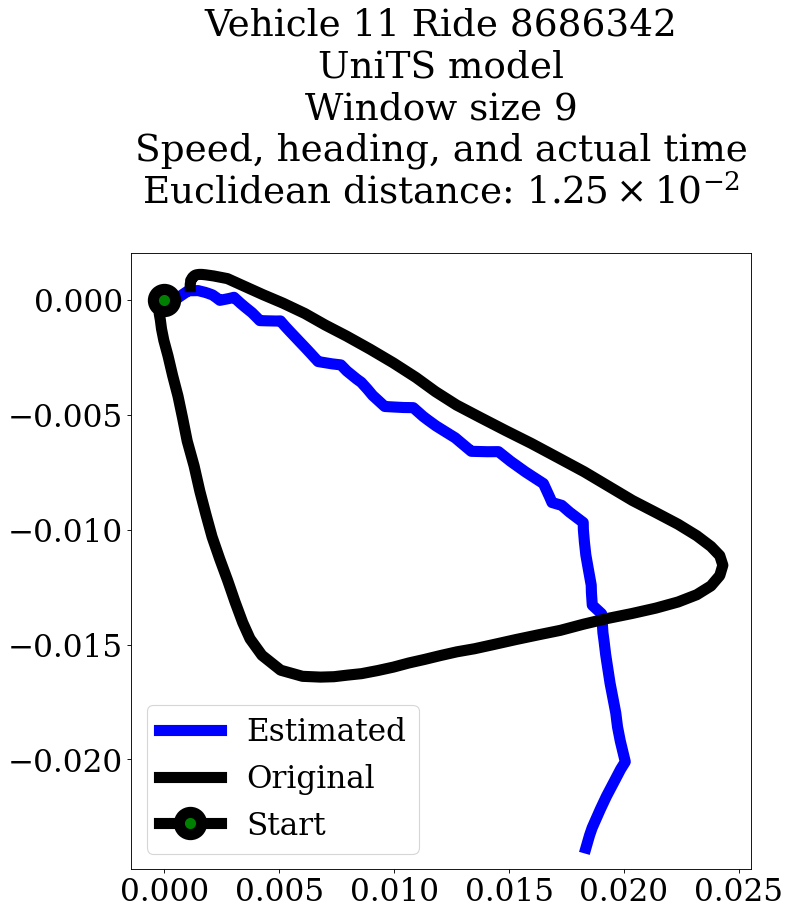 Vehicle 11 Ride 8686342
UniTS model
Window size 9
Speed, heading, and actual time
Euclidean distance: 1.25 × 10⁻²
0.000
−0.005
−0.010
−0.015
−0.020
Estimated
Original
Start
0.000 0.005 0.010 0.015 0.020 0.025